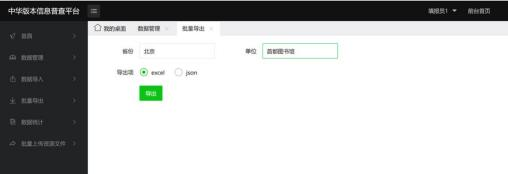 中华版本信息普查平台
填报员1 前台首页
我的桌面 数据管理 × 批量导出 ×
首页
数据管理
数据导入
批量导出
数据统计
批量上传资源文件
省份 北京 单位 首都图书馆
导出项 excel json
导出